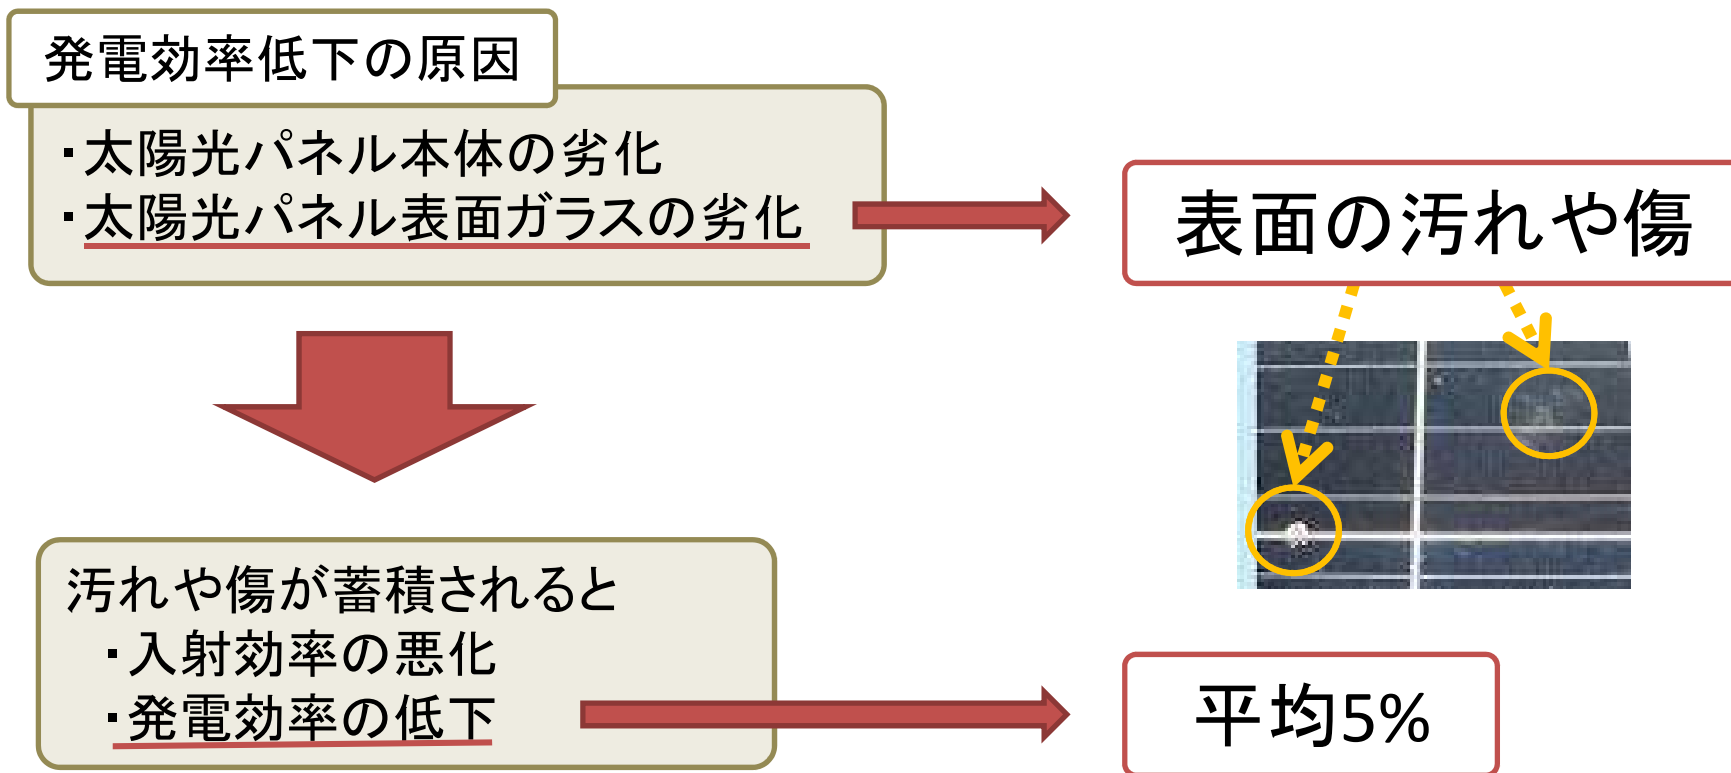 発電効率低下の原因
・太陽光パネル本体の劣化
・太陽光パネル表面ガラスの劣化
表面の汚れや傷
汚れや傷が蓄積されると
・入射効率の悪化
・発電効率の低下
平均5%